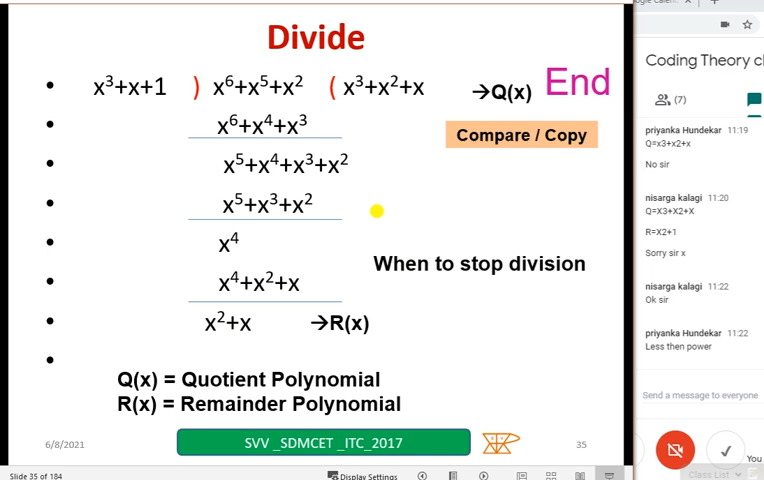 Divide
• x³+x+1 ) x⁶+x⁵+x² ( x³+x²+x →Q(x) End
• x⁶+x⁴+x³
Compare / Copy
• x⁵+x⁴+x³+x²
• x⁵+x³+x²
• x⁴
When to stop division
• x⁴+x²+x
• x²+x →R(x)
•
Q(x) = Quotient Polynomial
R(x) = Remainder Polynomial
6/8/2021 SVV _SDMCET _ITC_2017 35
Slide 35 of 184 Display Settings
Coding Theory cl
(7)
priyanka Hundekar 11:19
Q=x3+x2+x
No sir
nisarga kalagi 11:20
Q=X3+X2+X
R=X2+1
Sorry sir x
nisarga kalagi 11:22
Ok sir
priyanka Hundekar 11:22
Less then power
Send a message to everyone
You
Class List